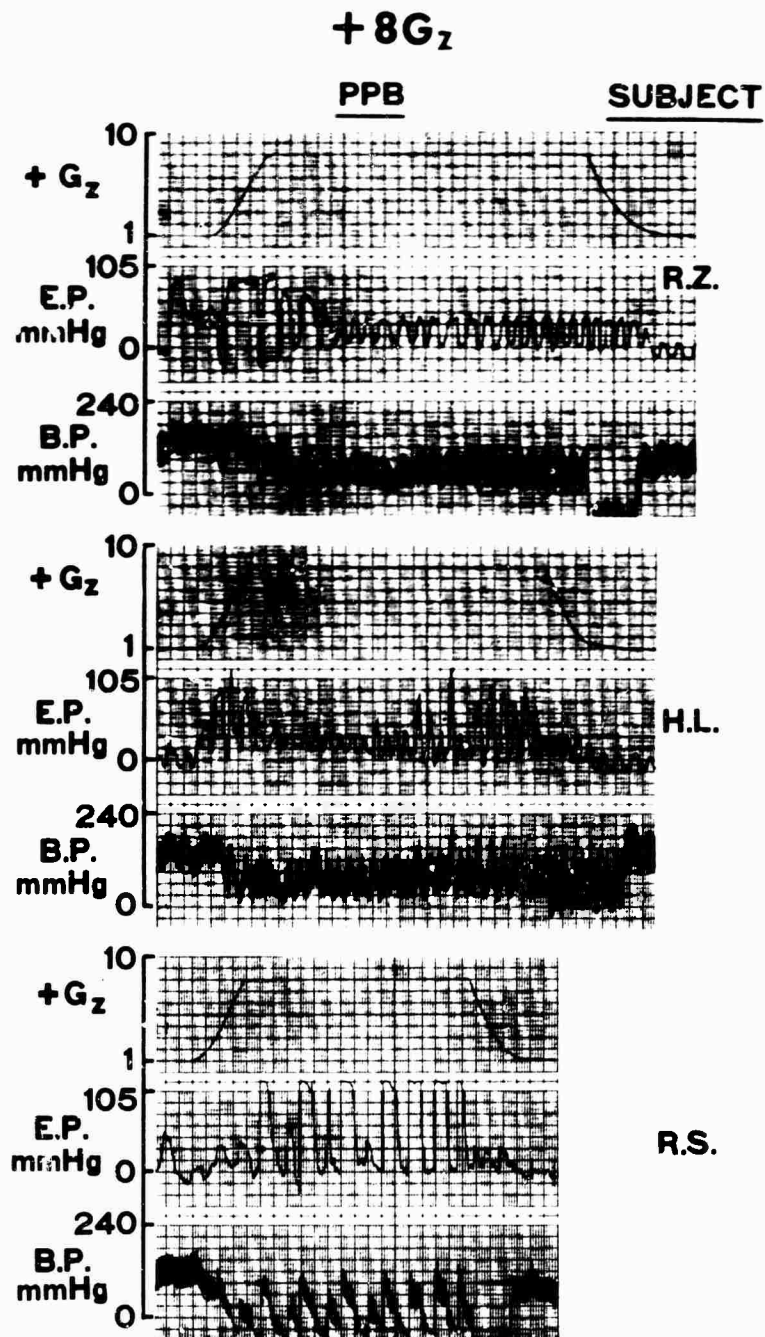 +8Gz
PPB SUBJECT
10
+Gz
1
105
E.P. R.Z.
mmHg
0
240
B.P.
mmHg
0
10
+Gz
1
105
E.P. H.L.
mmHg
0
240
B.P.
mmHg
0
10
+Gz
1
105
E.P. R.S.
mmHg
0
240
B.P.
mmHg
0